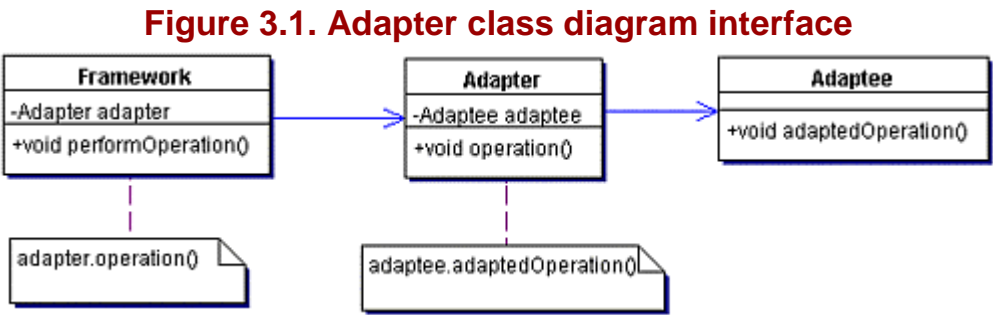 Figure 3.1. Adapter class diagram interface
Framework
-Adapter adapter
+void performOperation()
adapter.operation()
Adapter
-Adaptee adaptee
+void operation()
adaptee.adaptedOperation()
Adaptee
+void adaptedOperation()